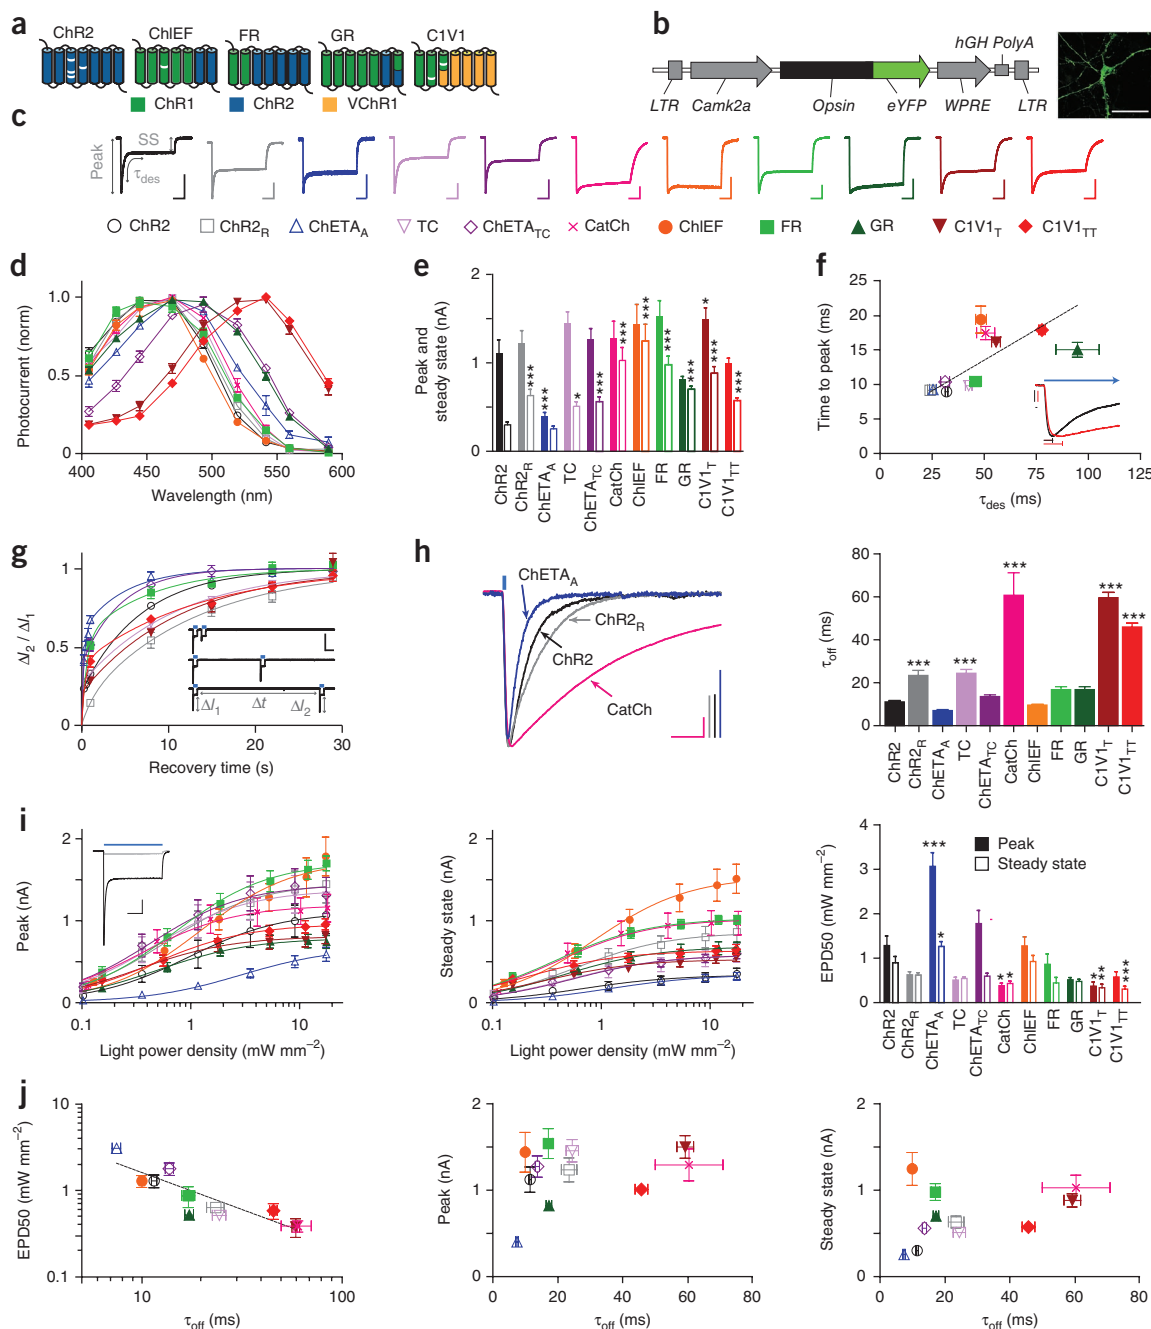 a
ChR2 ChIEF FR GR C1V1
ChR1 ChR2 VChR1
b
hGH PolyA
LTR Camk2a Opsin eYFP WPRE LTR
c
Peak
SS
τdes
ChR2 ChR2R ChETAA TC ChETATC CatCh ChIEF FR GR C1V1T C1V1TT
d
Photocurrent (norm)
1.0
0.5
0
400 450 500 550 600
Wavelength (nm)
e
Peak and
steady state (nA)
2
1
0
*** *** * *** *** *** *** *** * *** ***
ChR2 ChR2R ChETAA TC ChETATC CatCh ChIEF FR GR C1V1T C1V1TT
f
Time to peak (ms)
25
20
15
10
5
0
0 25 50 75 100 115
τdes (ms)
g
ΔI2 / ΔI1
1
0.5
0
ΔI1 Δt ΔI2
0 10 20 30
Recovery time (s)
h
ChETAA
ChR2R
ChR2
CatCh
τoff (ms)
80
60
40
20
0
*** *** *** *** ***
ChR2 ChR2R ChETAA TC ChETATC CatCh ChIEF FR GR C1V1T C1V1TT
i
Peak (nA)
2
1
0
0.1 1 10
Light power density (mW mm−2)
Steady state (nA)
2
1
0
0.1 1 10
Light power density (mW mm−2)
EPD50 (mW mm−2)
4
3
2
1
0
Peak
Steady state
*** * * * * ** ***
ChR2 ChR2R ChETAA TC ChETATC CatCh ChIEF FR GR C1V1T C1V1TT
j
EPD50 (mW mm−2)
10
1
0.1
10 100
τoff (ms)
Peak (nA)
2
1
0
0 20 40 60 80
τoff (ms)
Steady state (nA)
2
1
0
0 20 40 60 80
τoff (ms)